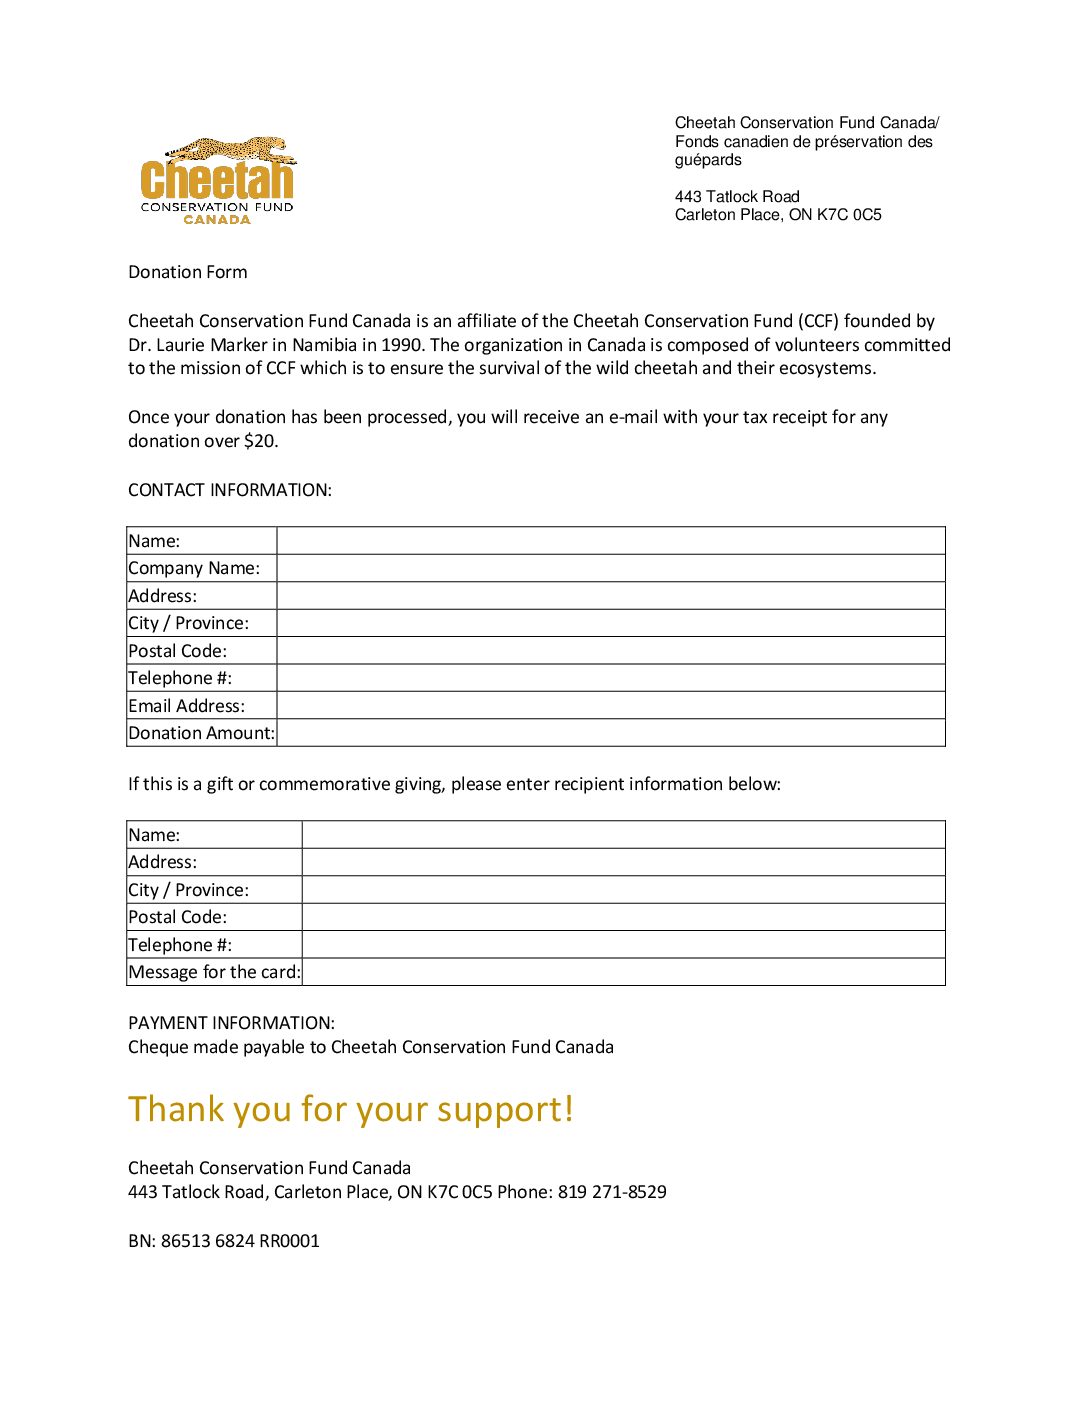 Cheetah
CONSERVATION FUND
CANADA
Cheetah Conservation Fund Canada/
Fonds canadien de préservation des
guépards
443 Tatlock Road
Carleton Place, ON K7C 0C5
Donation Form
Cheetah Conservation Fund Canada is an affiliate of the Cheetah Conservation Fund (CCF) founded by
Dr. Laurie Marker in Namibia in 1990. The organization in Canada is composed of volunteers committed
to the mission of CCF which is to ensure the survival of the wild cheetah and their ecosystems.
Once your donation has been processed, you will receive an e-mail with your tax receipt for any
donation over $20.
CONTACT INFORMATION:
Name:
Company Name:
Address:
City / Province:
Postal Code:
Telephone #:
Email Address:
Donation Amount:
If this is a gift or commemorative giving, please enter recipient information below:
Name:
Address:
City / Province:
Postal Code:
Telephone #:
Message for the card:
PAYMENT INFORMATION:
Cheque made payable to Cheetah Conservation Fund Canada
Thank you for your support!
Cheetah Conservation Fund Canada
443 Tatlock Road, Carleton Place, ON K7C 0C5 Phone: 819 271-8529
BN: 86513 6824 RR0001